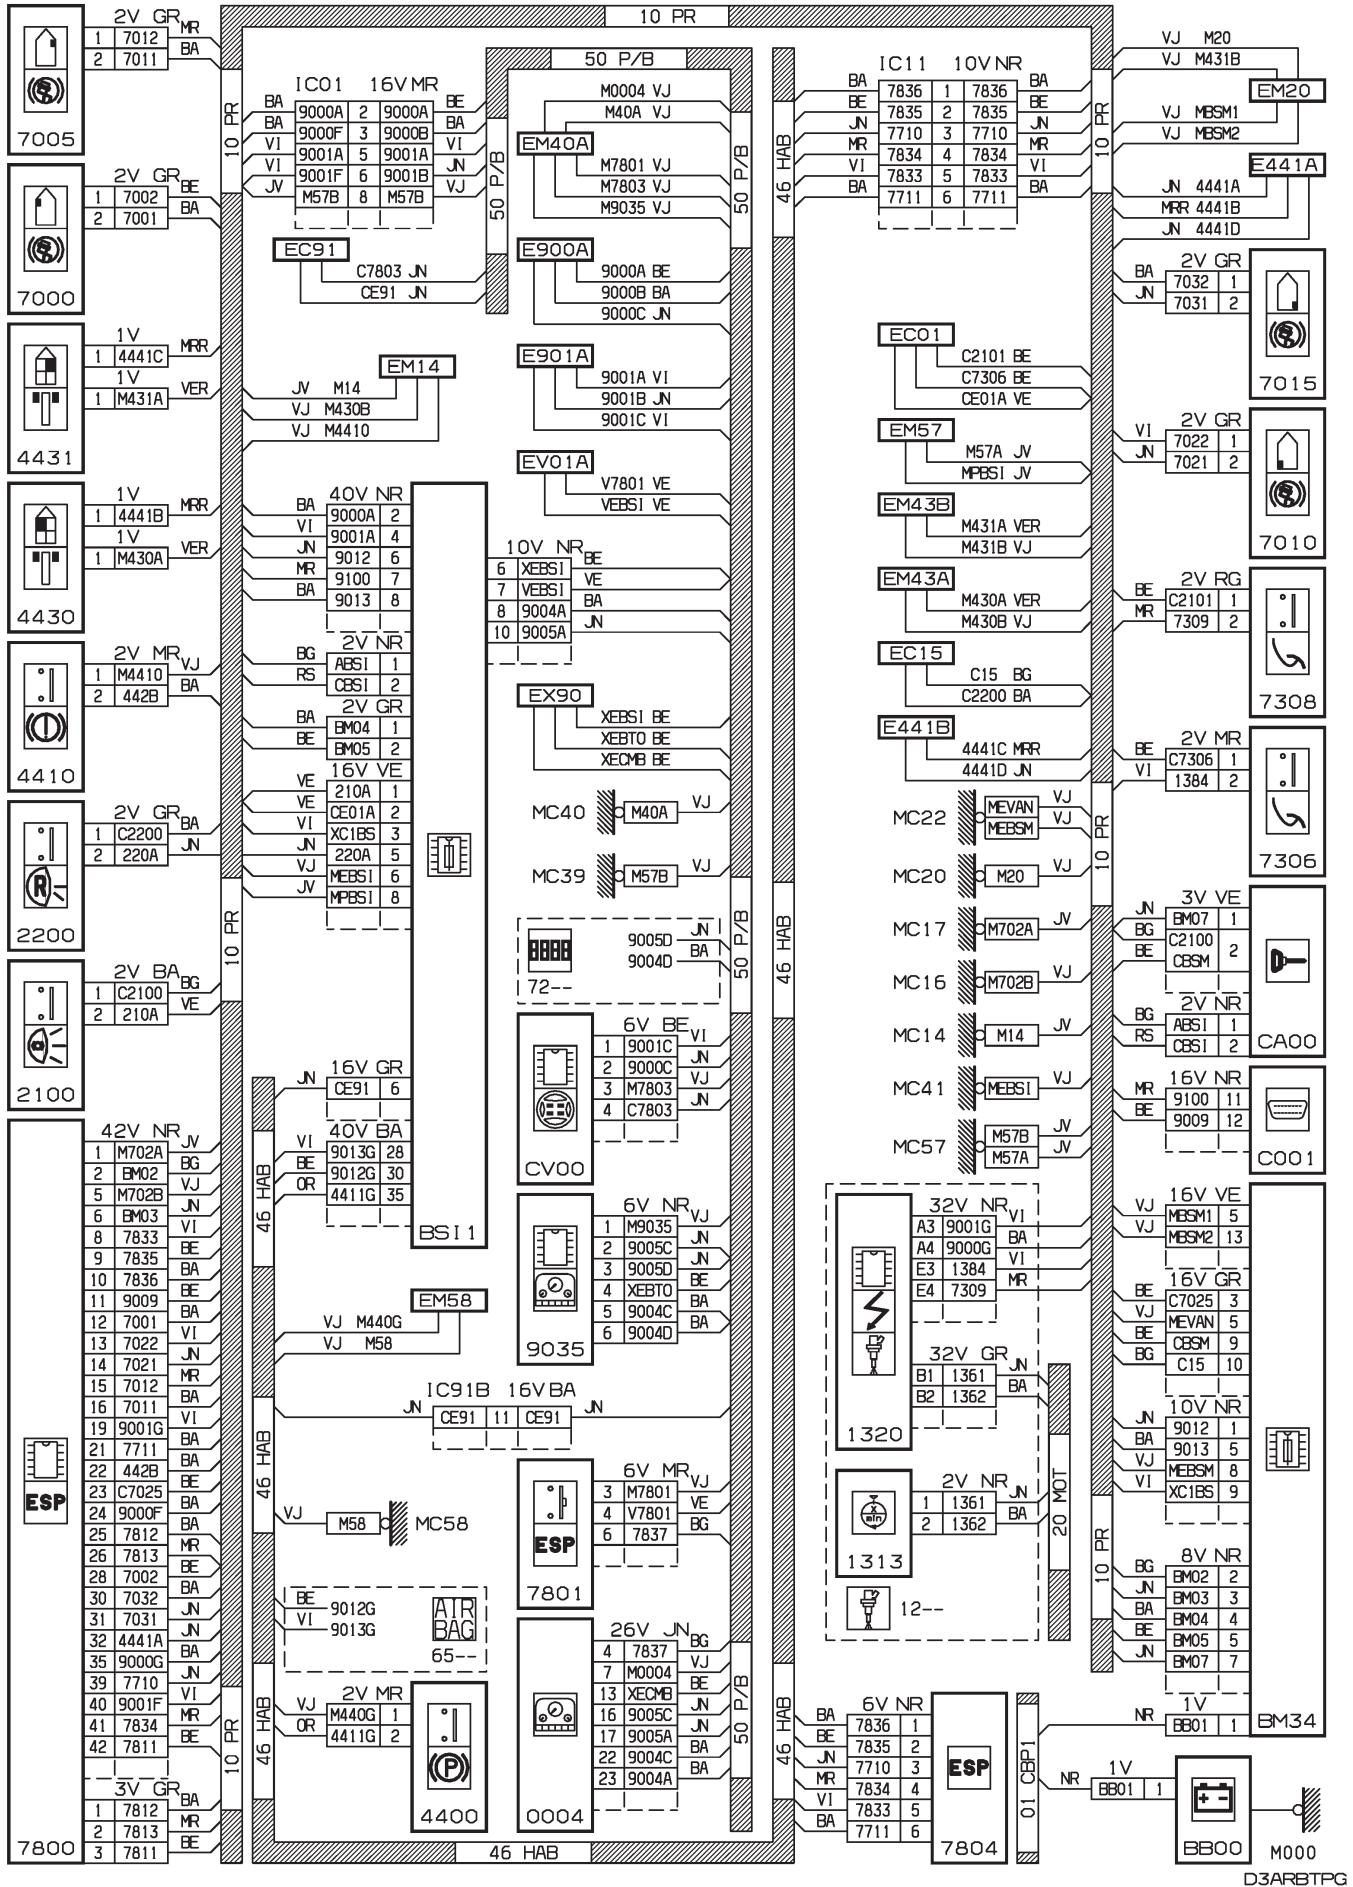 10 PR
2V GR
1 7012 MR
2 7011 BA
7005
2V GR
1 7002 BE
2 7001 BA
7000
1V
1 4441C MRR
1V
1 M431A VER
4431
1V
1 4441B MRR
1V
1 M430A VER
4430
2V MR
1 M4410 VJ
2 442B BA
4410
2V GR
1 C2200 BA
2 220A JN
R
2200
2V BA
1 C2100 BG
2 210A VE
2100
42V NR
1 M702A JV
2 BM02 BG
5 M702B VJ
6 BM03 JN
8 7833 VI
9 7835 BE
10 7836 BA
11 9009 BE
12 7001 BA
13 7022 VI
14 7021 JN
15 7012 MR
16 7011 BA
19 9001G VI
21 7711 BA
22 442B BA
23 C7025 BE
24 9000F BA
25 7812 BA
26 7813 MR
28 7002 BE
30 7032 BA
31 7031 JN
32 4441A JN
35 9000G BA
39 7710 JN
40 9001F VI
41 7834 MR
42 7811 BE
3V GR
1 7812 BA
2 7813 MR
3 7811 BE
ESP
7800
10 PR
10 PR
10 PR
IC01 16V MR
BA 9000A 2 9000A BE
BA 9000F 3 9000B BA
VI 9001A 5 9001A VI
VI 9001F 6 9001B JN
JV M57B 8 M57B VJ
EC91
C7803 JN
CE91 JN
EM14
JV M14
VJ M430B
VJ M4410
40V NR
BA 9000A 2
VI 9001A 4
JN 9012 6
MR 9100 7
BA 9013 8
2V NR
BG ABSI 1
RS CBSI 2
2V GR
BA BM04 1
BE BM05 2
16V VE
VE 210A 1
VE CE01A 2
VI XC1BS 3
JN 220A 5
VJ MEBSI 6
JV MPBSI 8
16V GR
JN CE91 6
40V BA
VI 9013G 28
BE 9012G 30
OR 4411G 35
BSI1
10V NR
6 XEBSI BE
7 VEBSI VE
8 9004A BA
10 9005A JN
46 HAB
46 HAB
46 HAB
EM58
VJ M440G
VJ M58
IC91B 16V BA
JN CE91 11 CE91 JN
VJ M58 MC58
BE 9012G
VI 9013G
AIR
BAG
65--
2V MR
VJ M440G 1
OR 4411G 2
P
4400
46 HAB
50 P/B
50 P/B
50 P/B
50 P/B
50 P/B
M0004 VJ
M40A VJ
EM40A
M7801 VJ
M7803 VJ
M9035 VJ
E900A
9000A BE
9000B BA
9000C JN
E901A
9001A VI
9001B JN
9001C VI
EV01A
V7801 VE
VEBSI VE
EX90
XEBSI BE
XEBTO BE
XECMB BE
MC40 M40A VJ
MC39 M57B VJ
8888
72--
9005D JN
9004D BA
6V BE
1 9001C VI
2 9000C JN
3 M7803 VJ
4 C7803 JN
CV00
6V NR
1 M9035 VJ
2 9005C JN
3 9005D JN
4 XEBTO BE
5 9004C BA
6 9004D BA
9035
6V MR
3 M7801 VJ
4 V7801 VE
6 7837 BG
ESP
7801
26V JN
4 7837 BG
7 M0004 VJ
13 XECMB BE
16 9005C JN
17 9005A JN
22 9004C BA
23 9004A BA
0004
46 HAB
46 HAB
46 HAB
IC11 10V NR
BA 7836 1 7836 BA
BE 7835 2 7835 BE
JN 7710 3 7710 JN
MR 7834 4 7834 MR
VI 7833 5 7833 VI
BA 7711 6 7711 BA
EC01
C2101 BE
C7306 BE
CE01A VE
EM57
M57A JV
MPBSI JV
EM43B
M431A VER
M431B VJ
EM43A
M430A VER
M430B VJ
EC15
C15 BG
C2200 BA
E441B
4441C MRR
4441D JN
MC22 MEVAN VJ
MEBSM VJ
MC20 M20 VJ
MC17 M702A JV
MC16 M702B VJ
MC14 M14 JV
MC41 MEBSI VJ
MC57 M57B JV
M57A JV
32V NR
A3 9001G VI
A4 9000G BA
E3 1384 VI
E4 7309 MR
32V GR
B1 1361 JN
B2 1362 BA
1320
2V NR
1 1361 JN
2 1362 BA
x
min
1313
12--
20 MOT
6V NR
BA 7836 1
BE 7835 2
JN 7710 3
MR 7834 4
VI 7833 5
BA 7711 6
ESP
7804
01 CBP1
10 PR
10 PR
10 PR
VJ M20
VJ M431B
EM20
VJ MBSM1
VJ MBSM2
E441A
JN 4441A
MRR 4441B
JN 4441D
2V GR
BA 7032 1
JN 7031 2
7015
2V GR
VI 7022 1
JN 7021 2
7010
2V RG
BE C2101 1
MR 7309 2
7308
2V MR
BE C7306 1
VI 1384 2
7306
3V VE
JN BM07 1
BG C2100 2
BE CBSM
2V NR
BG ABSI 1
RS CBSI 2
CA00
16V NR
MR 9100 11
BE 9009 12
C001
16V VE
VJ MBSM1 5
VJ MBSM2 13
16V GR
BE C7025 3
VJ MEVAN 5
BE CBSM 9
BG C15 10
10V NR
JN 9012 1
BA 9013 5
VJ MEBSM 8
VI XC1BS 9
8V NR
BG BM02 2
JN BM03 3
BA BM04 4
BE BM05 5
JN BM07 7
1V
NR BB01 1
BM34
1V
NR BB01 1
+ -
BB00
M000
D3ARBTPG